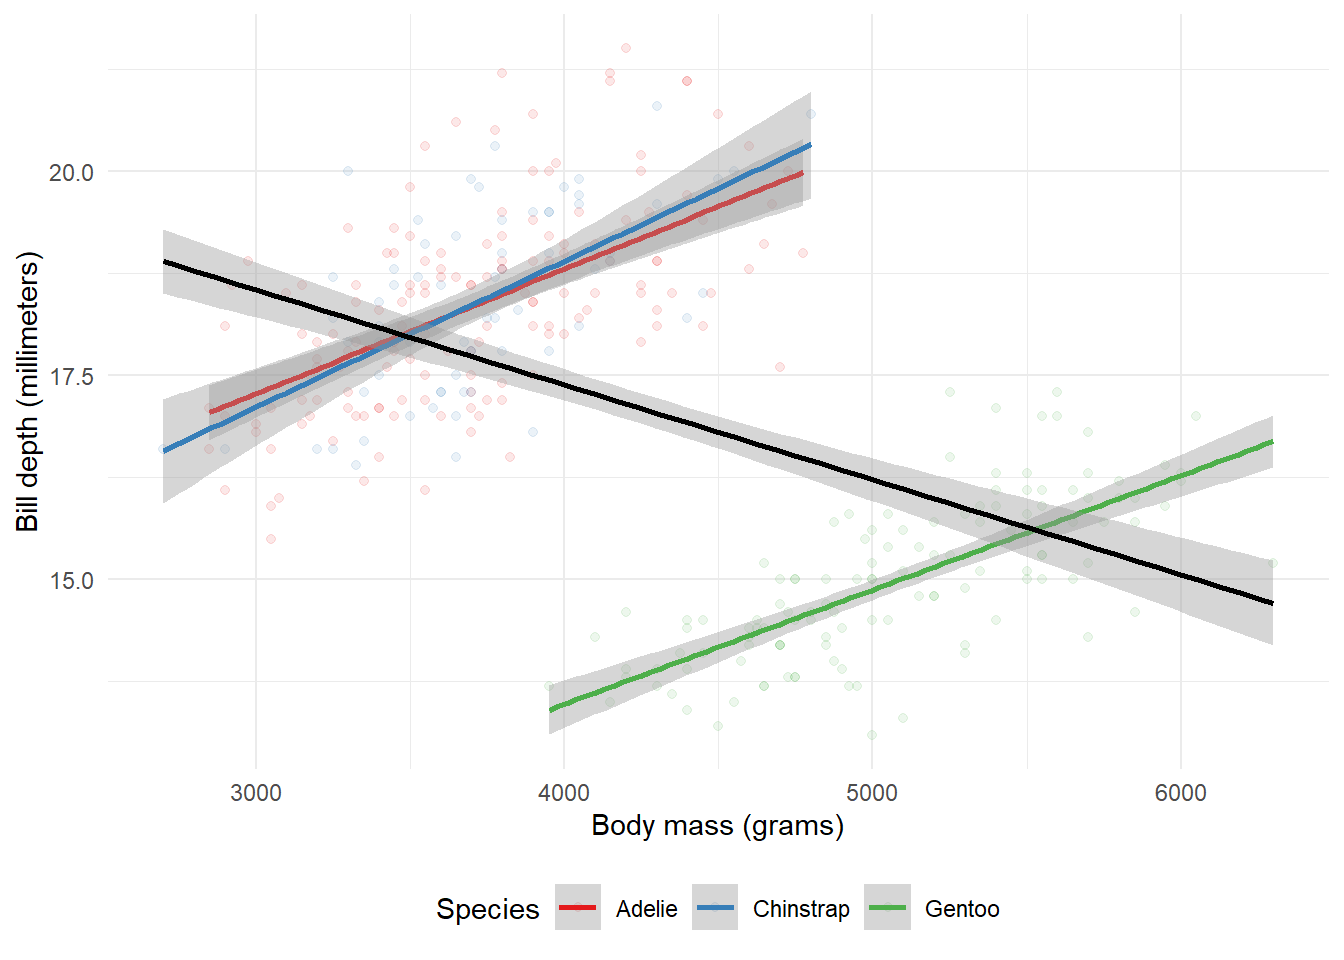 20.0
17.5
15.0
Bill depth (millimeters)
3000 4000 5000 6000
Body mass (grams)
Species Adelie Chinstrap Gentoo